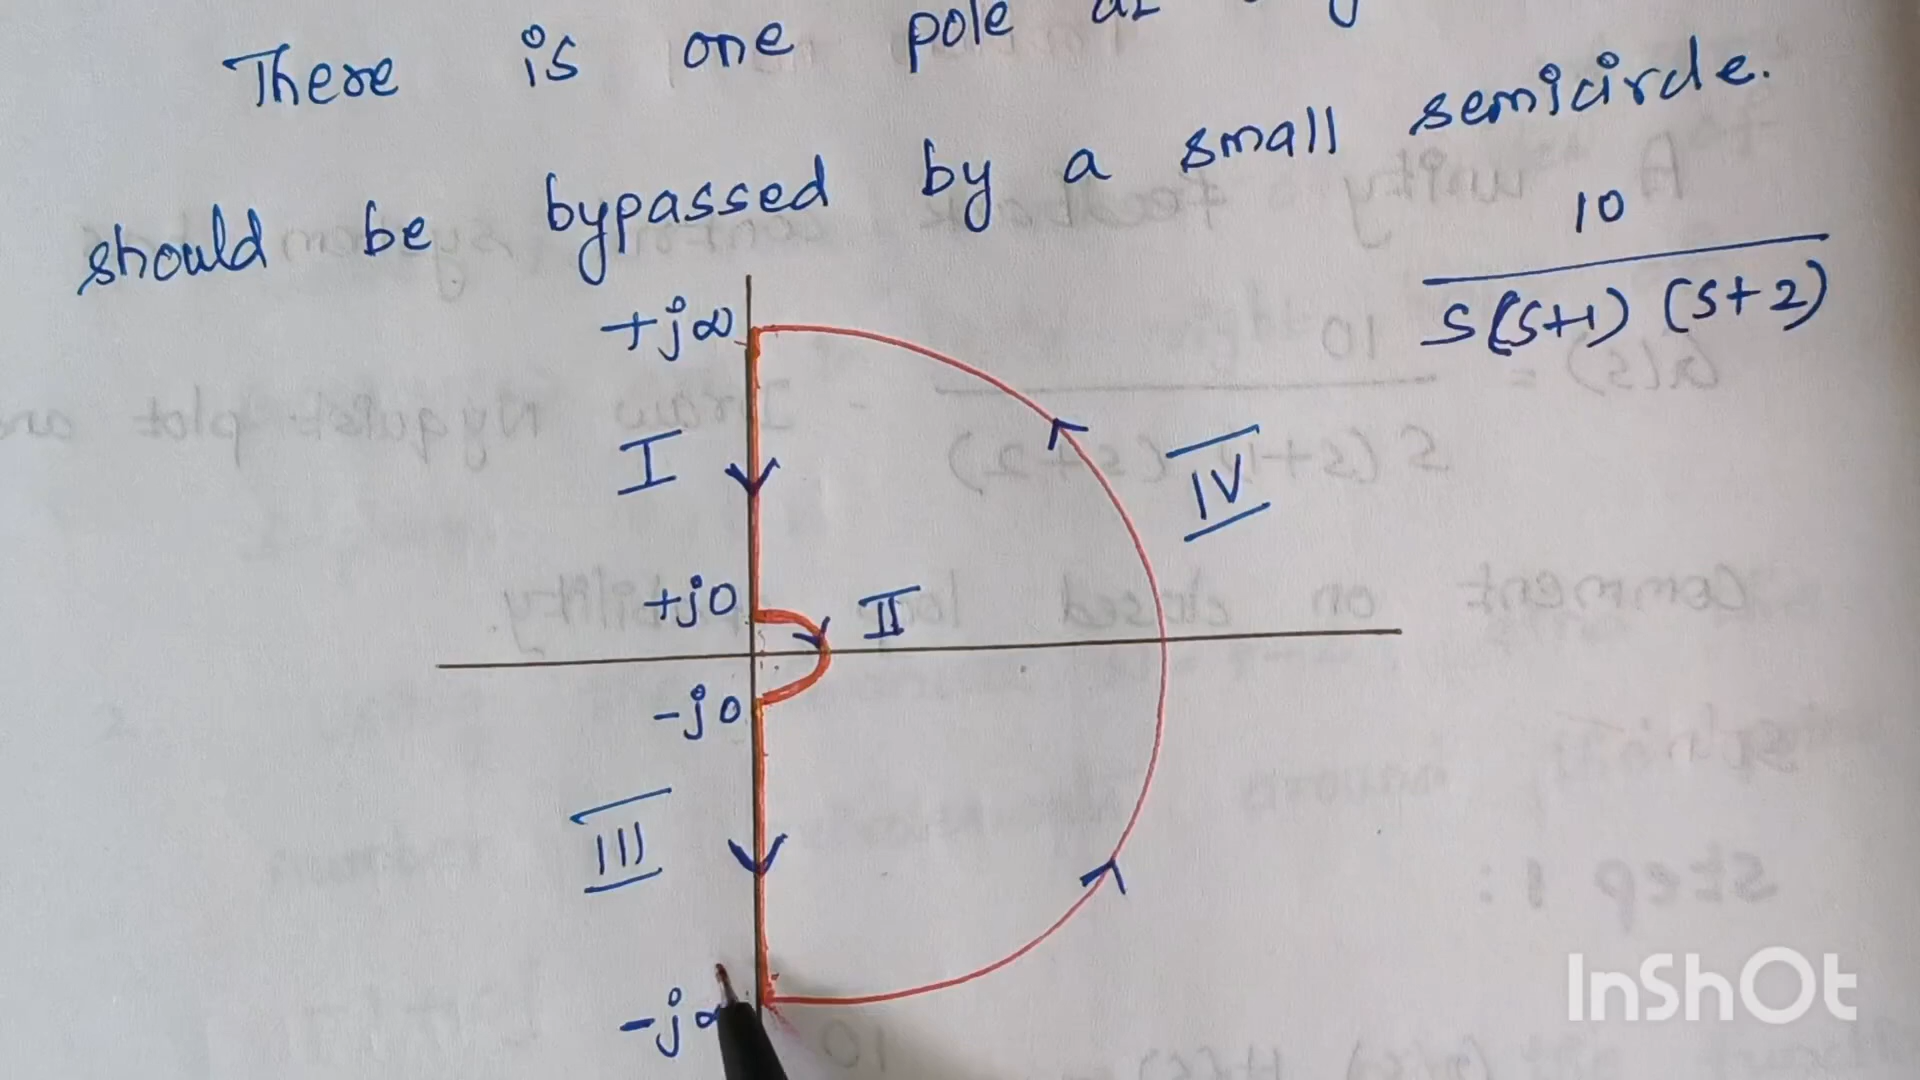 There is one pole at
should be bypassed by a small semicircle.
10
S(S+1) (S+2)
+j∞
I
IV
+j0
II
-j0
III
-j∞
InShOt